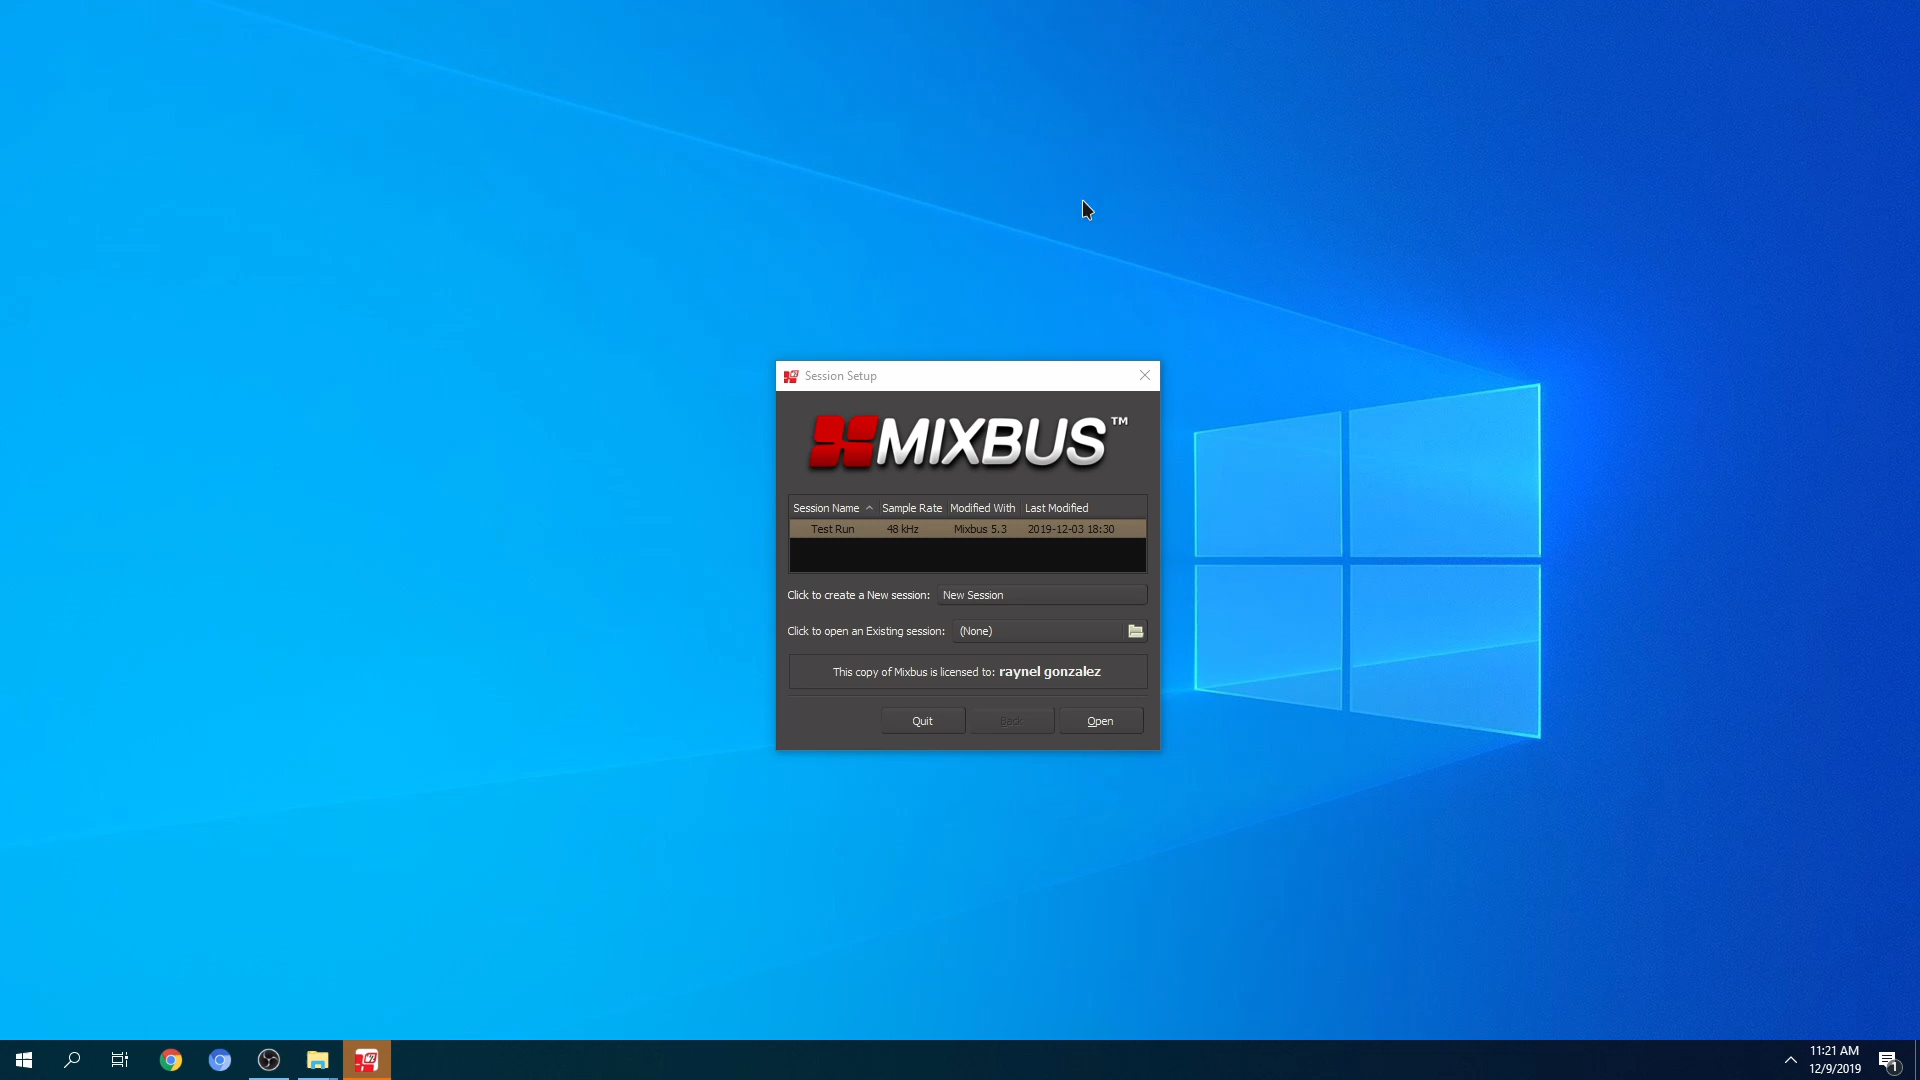 Session Setup
MIXBUS™
Session Name Sample Rate Modified With Last Modified
Test Run 48 kHz Mixbus 5.3 2019-12-03 18:30
Click to create a New session: New Session
Click to open an Existing session: (None)
This copy of Mixbus is licensed to: raynel gonzalez
Quit Back Open
11:21 AM
12/9/2019
1